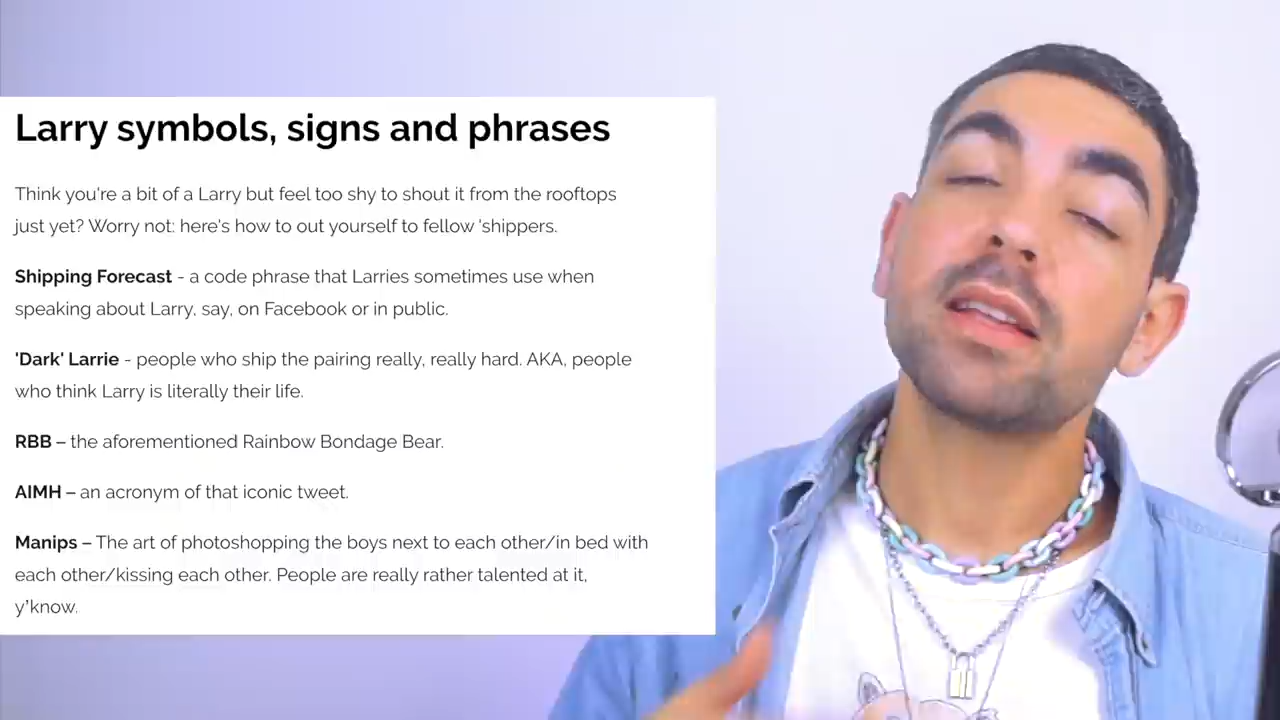 Larry symbols, signs and phrases
Think you're a bit of a Larry but feel too shy to shout it from the rooftops
just yet? Worry not: here's how to out yourself to fellow 'shippers.
Shipping Forecast - a code phrase that Larries sometimes use when
speaking about Larry, say, on Facebook or in public.
'Dark' Larrie - people who ship the pairing really, really hard. AKA, people
who think Larry is literally their life.
RBB – the aforementioned Rainbow Bondage Bear.
AIMH – an acronym of that iconic tweet.
Manips – The art of photoshopping the boys next to each other/in bed with
each other/kissing each other. People are really rather talented at it,
y'know.